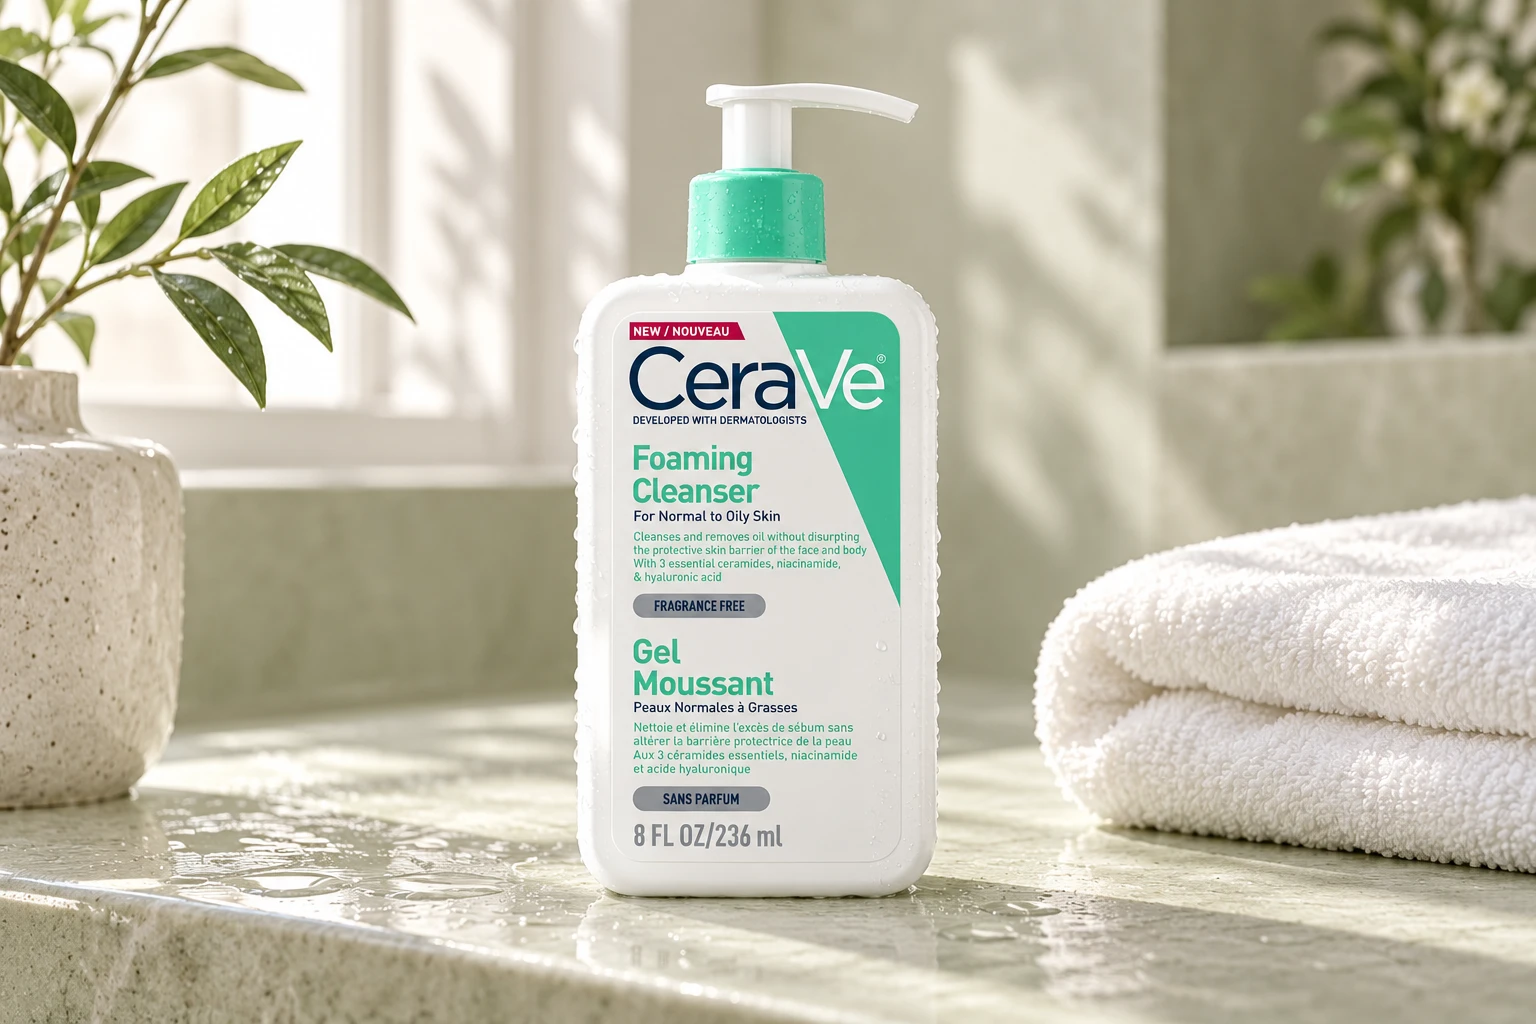 NEW / NOUVEAU
CeraVe®
DEVELOPED WITH DERMATOLOGISTS
Foaming
Cleanser
For Normal to Oily Skin
Cleanses and removes oil without disurpting
the protective skin barrier of the face and body
With 3 essential ceramides, niacinamide,
& hyaluronic acid
FRAGRANCE FREE
Gel
Moussant
Peaux Normales à Grasses
Nettoie et élimine l'excès de sébum sans
altérer la barrière protectrice de la peau
Aux 3 céramides essentiels, niacinamide
et acide hyaluronique
SANS PARFUM
8 FL OZ/236 ml